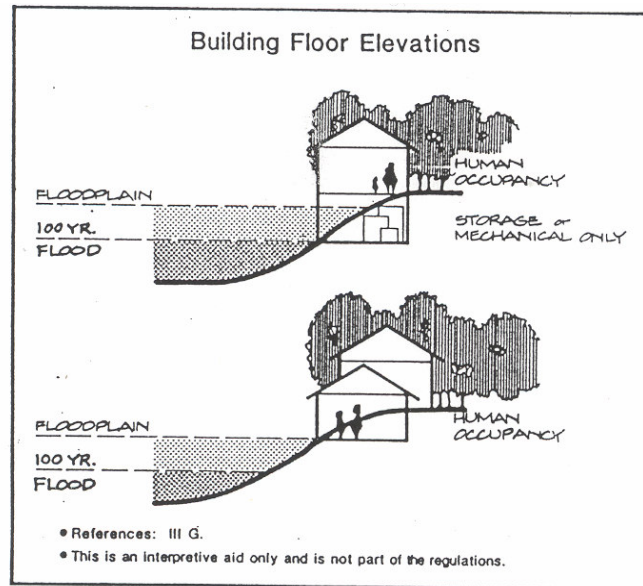 Building Floor Elevations
HUMAN
OCCUPANCY
FLOODPLAIN
100 YR.
FLOOD
STORAGE or
MECHANICAL ONLY
FLOODPLAIN
100 YR.
FLOOD
HUMAN
OCCUPANCY
• References: III G.
• This is an interpretive aid only and is not part of the regulations.